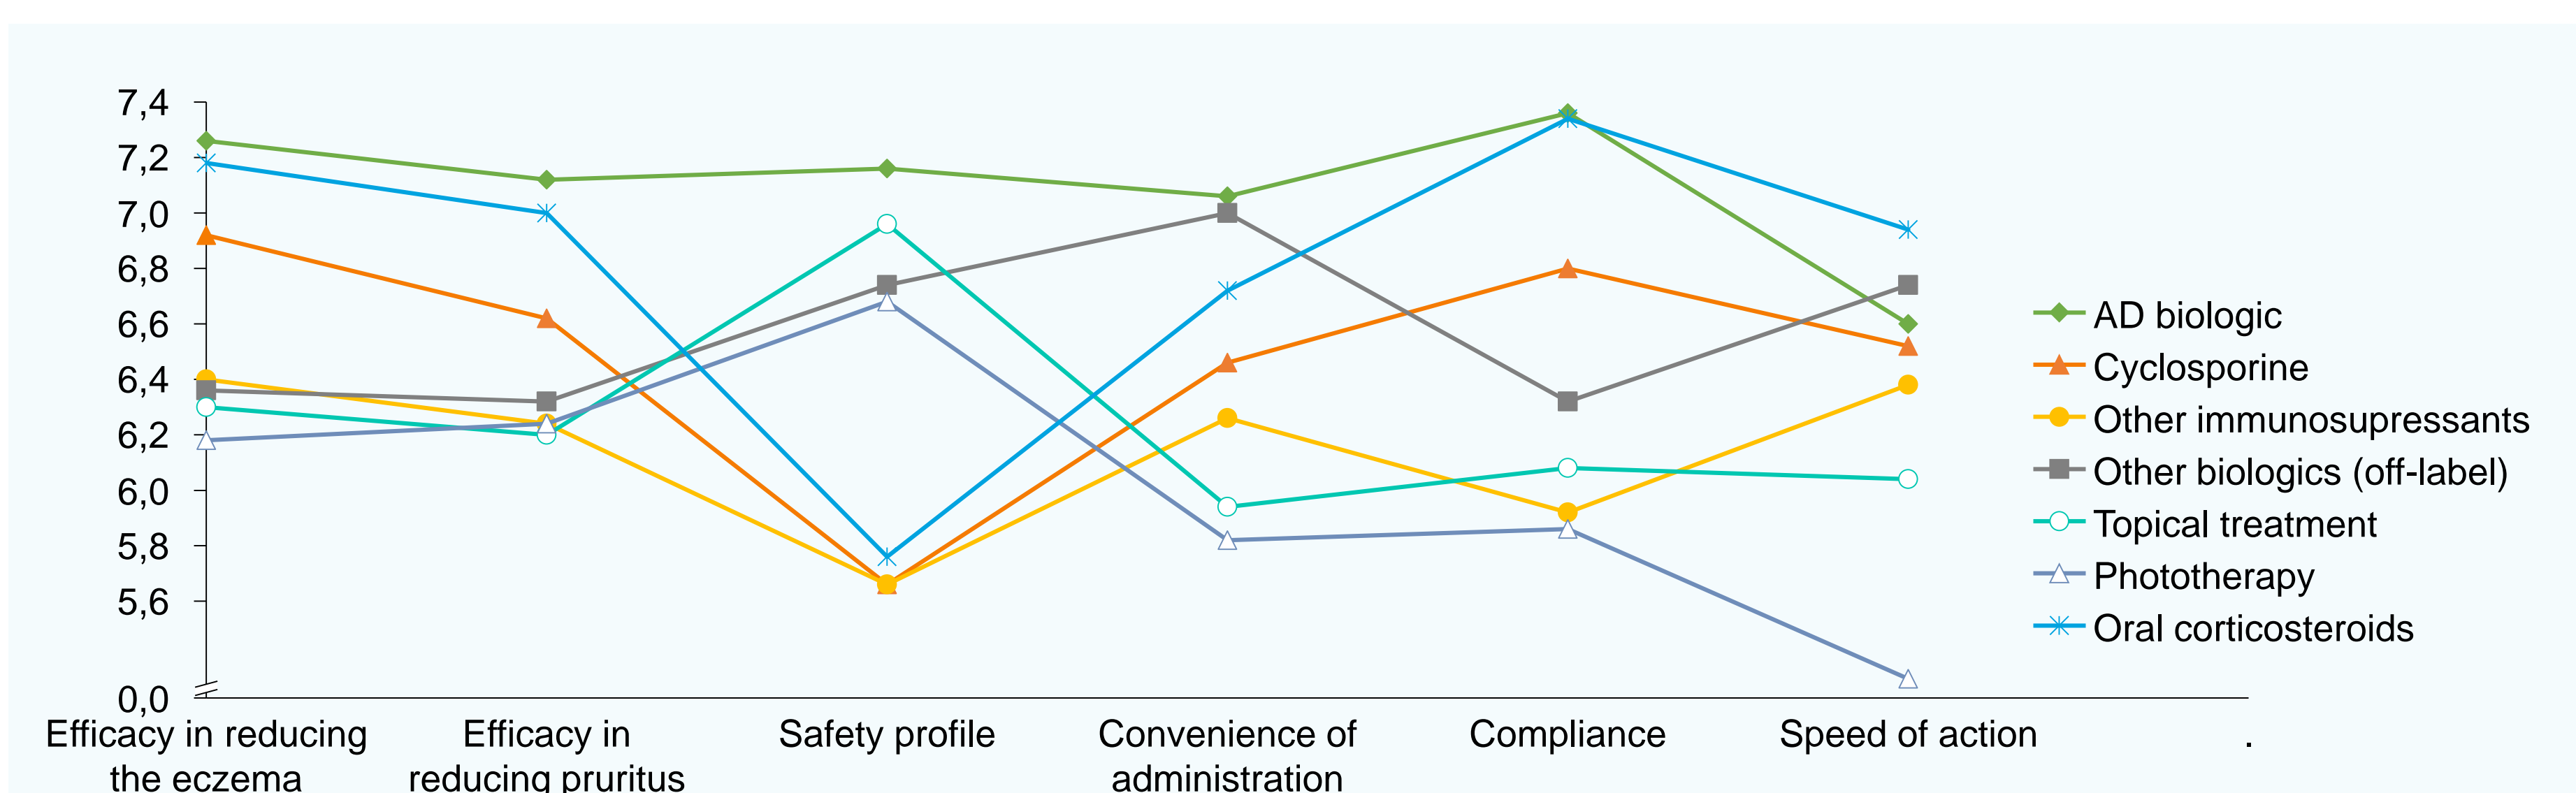 7,4
7,2
7,0
6,8
6,6
6,4
6,2
6,0
5,8
5,6
0,0
Efficacy in reducing
the eczema
Efficacy in
reducing pruritus
Safety profile
Convenience of
administration
Compliance
Speed of action
.
AD biologic
Cyclosporine
Other immunosupressants
Other biologics (off-label)
Topical treatment
Phototherapy
Oral corticosteroids